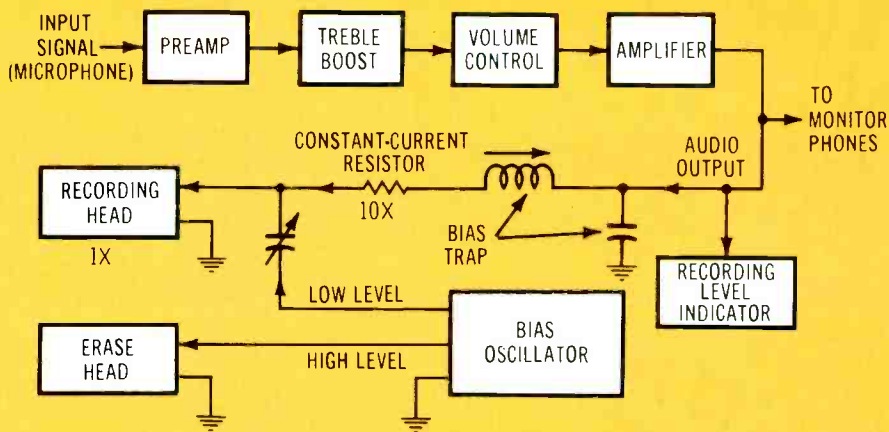 INPUT
SIGNAL
(MICROPHONE)
PREAMP
TREBLE
BOOST
VOLUME
CONTROL
AMPLIFIER
TO
MONITOR
PHONES
CONSTANT-CURRENT
RESISTOR
10X
AUDIO
OUTPUT
RECORDING
HEAD
1X
BIAS
TRAP
RECORDING
LEVEL
INDICATOR
LOW LEVEL
BIAS
OSCILLATOR
ERASE
HEAD
HIGH LEVEL